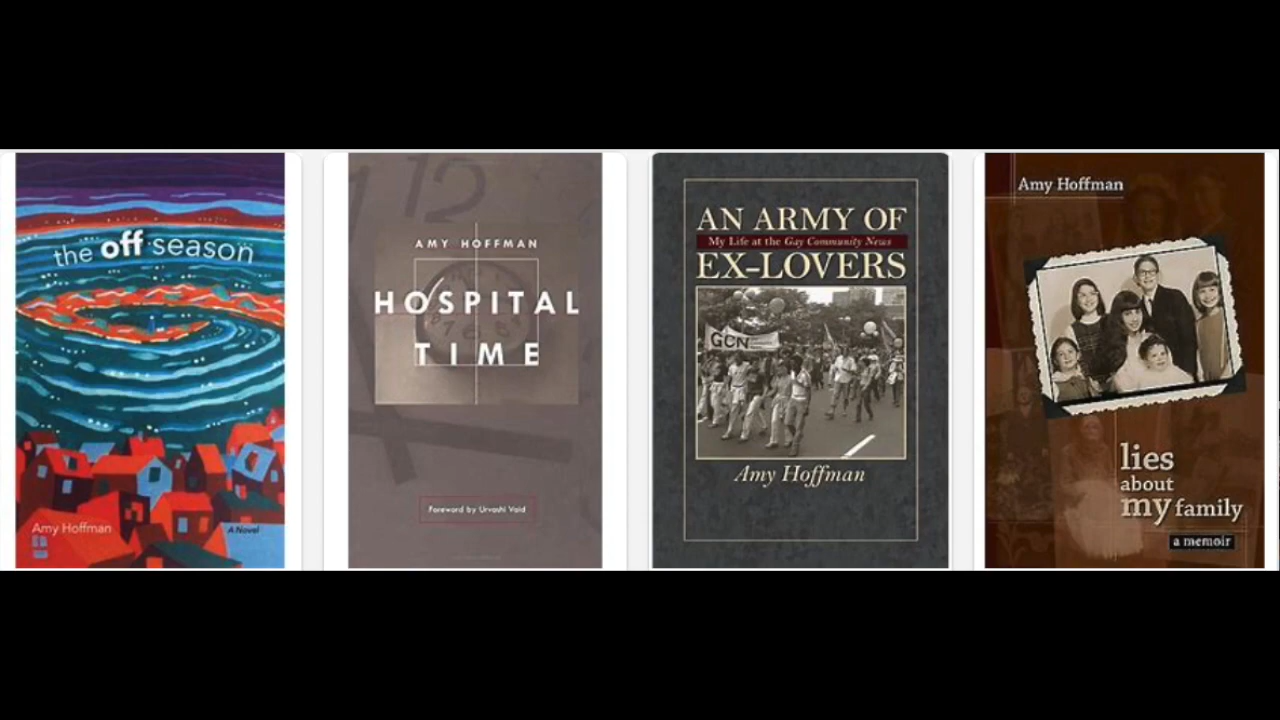 the off season
Amy Hoffman
A Novel
12
AMY HOFFMAN
HOSPITAL
TIME
Foreword by Urvashi Vaid
AN ARMY OF
My Life at the Gay Community News
EX-LOVERS
GCN
Amy Hoffman
Amy Hoffman
lies
about
my family
a memoir